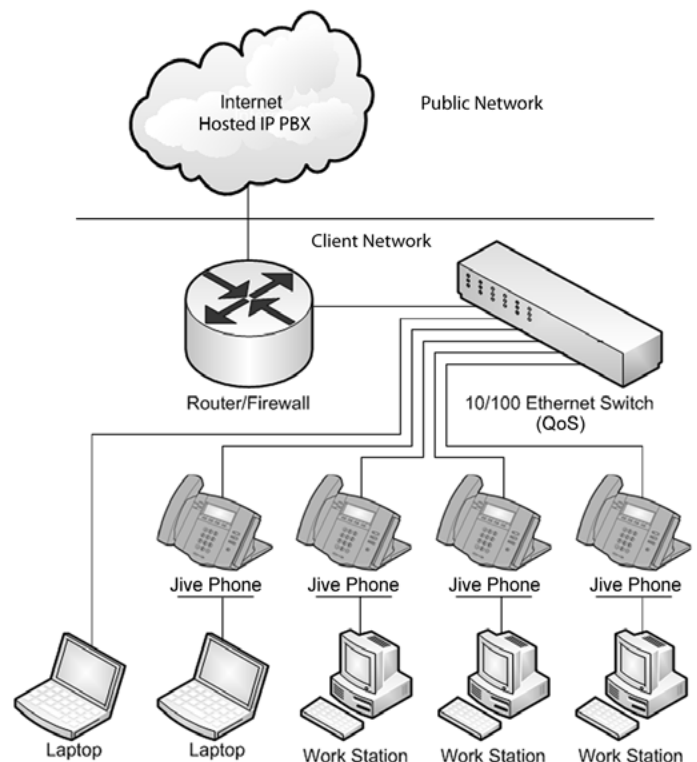 Internet
Hosted IP PBX
Public Network
Client Network
Router/Firewall
10/100 Ethernet Switch
(QoS)
Jive Phone
Jive Phone
Jive Phone
Jive Phone
Laptop
Laptop
Work Station
Work Station
Work Station